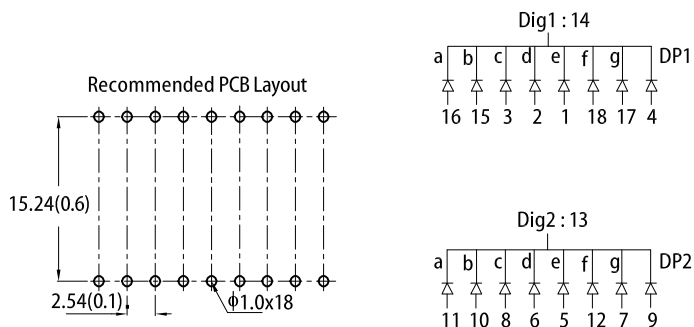 Recommended PCB Layout
15.24(0.6)
2.54(0.1)
ϕ1.0x18
Dig1 : 14
a b c d e f g DP1
16 15 3 2 1 18 17 4
Dig2 : 13
a b c d e f g DP2
11 10 8 6 5 12 7 9